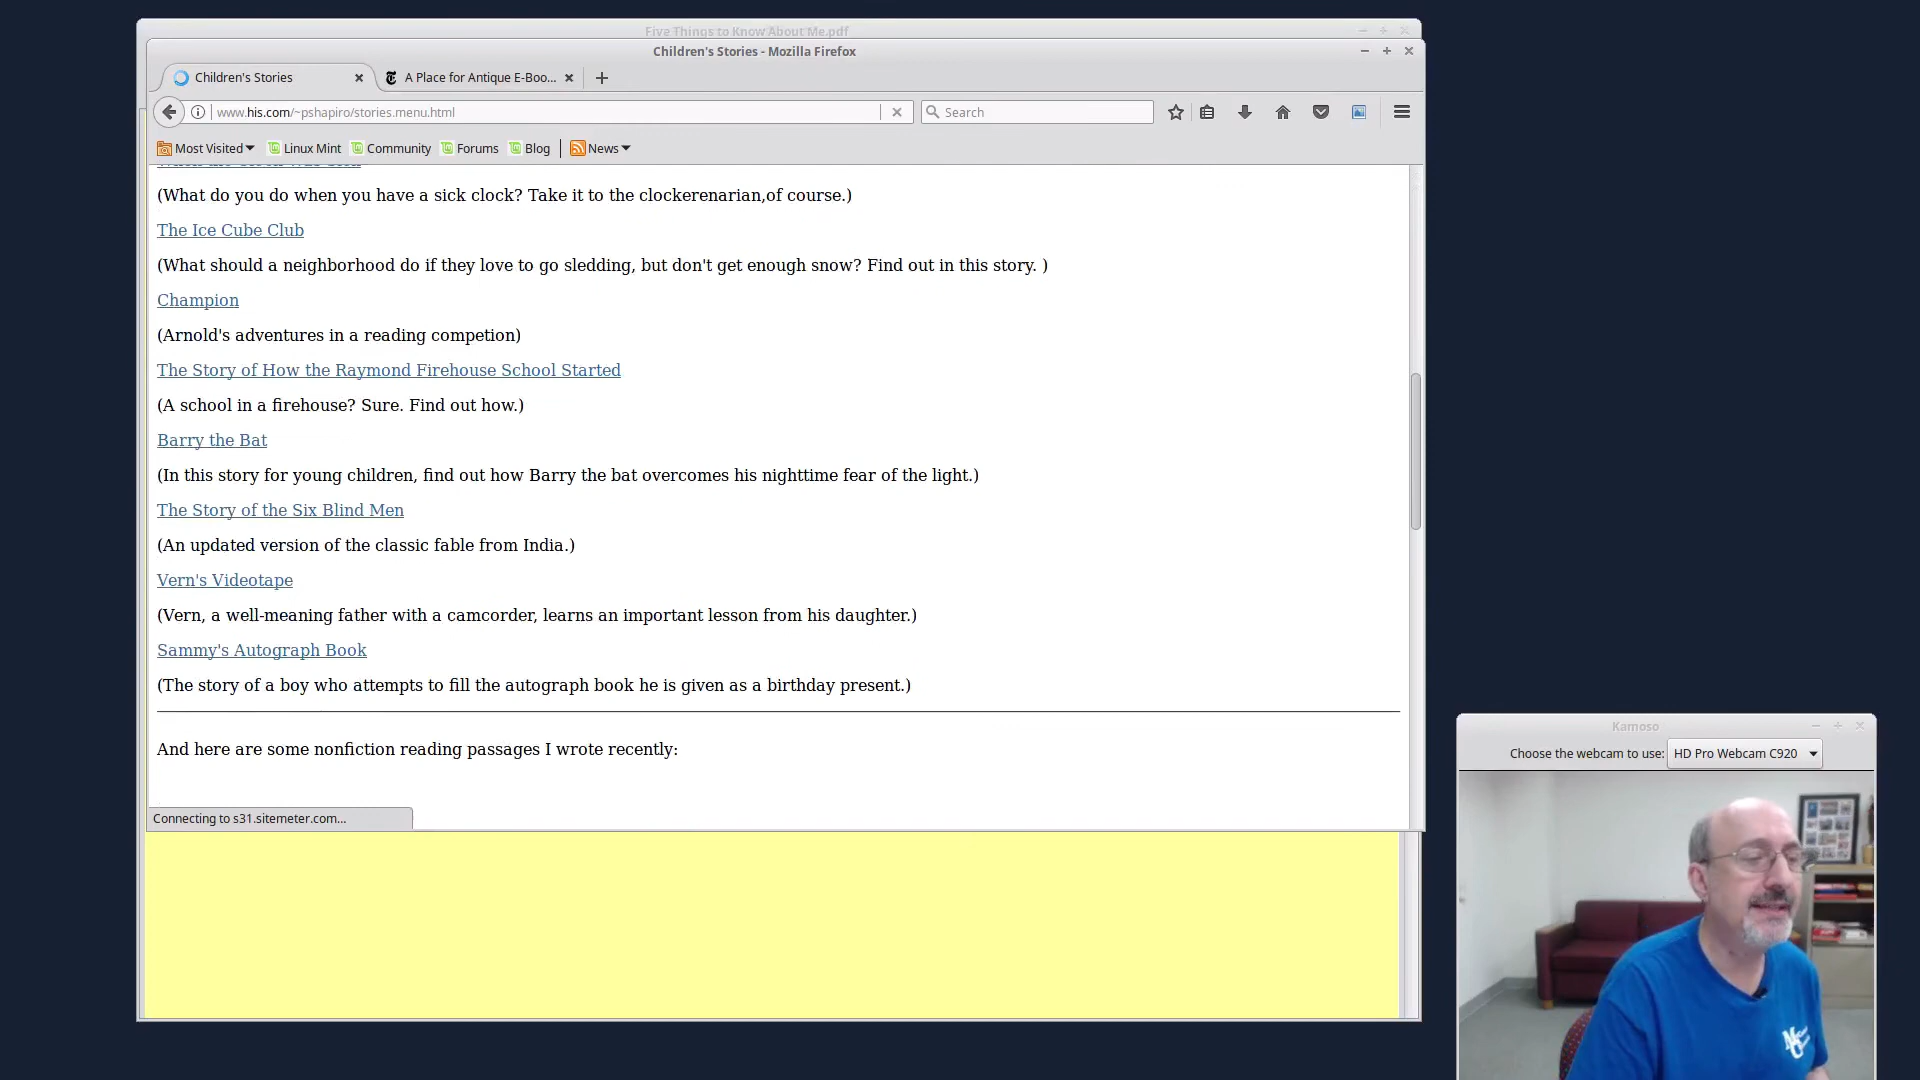 Five Things to Know About Me.pdf
Children's Stories - Mozilla Firefox
Children's Stories
A Place for Antique E-Boo...
www.his.com/~pshapiro/stories.menu.html
Search
Most Visited
Linux Mint
Community
Forums
Blog
News
(What do you do when you have a sick clock? Take it to the clockerenarian,of course.)
The Ice Cube Club
(What should a neighborhood do if they love to go sledding, but don't get enough snow? Find out in this story. )
Champion
(Arnold's adventures in a reading competion)
The Story of How the Raymond Firehouse School Started
(A school in a firehouse? Sure. Find out how.)
Barry the Bat
(In this story for young children, find out how Barry the bat overcomes his nighttime fear of the light.)
The Story of the Six Blind Men
(An updated version of the classic fable from India.)
Vern's Videotape
(Vern, a well-meaning father with a camcorder, learns an important lesson from his daughter.)
Sammy's Autograph Book
(The story of a boy who attempts to fill the autograph book he is given as a birthday present.)
And here are some nonfiction reading passages I wrote recently:
Connecting to s31.sitemeter.com...
Kamoso
Choose the webcam to use:
HD Pro Webcam C920